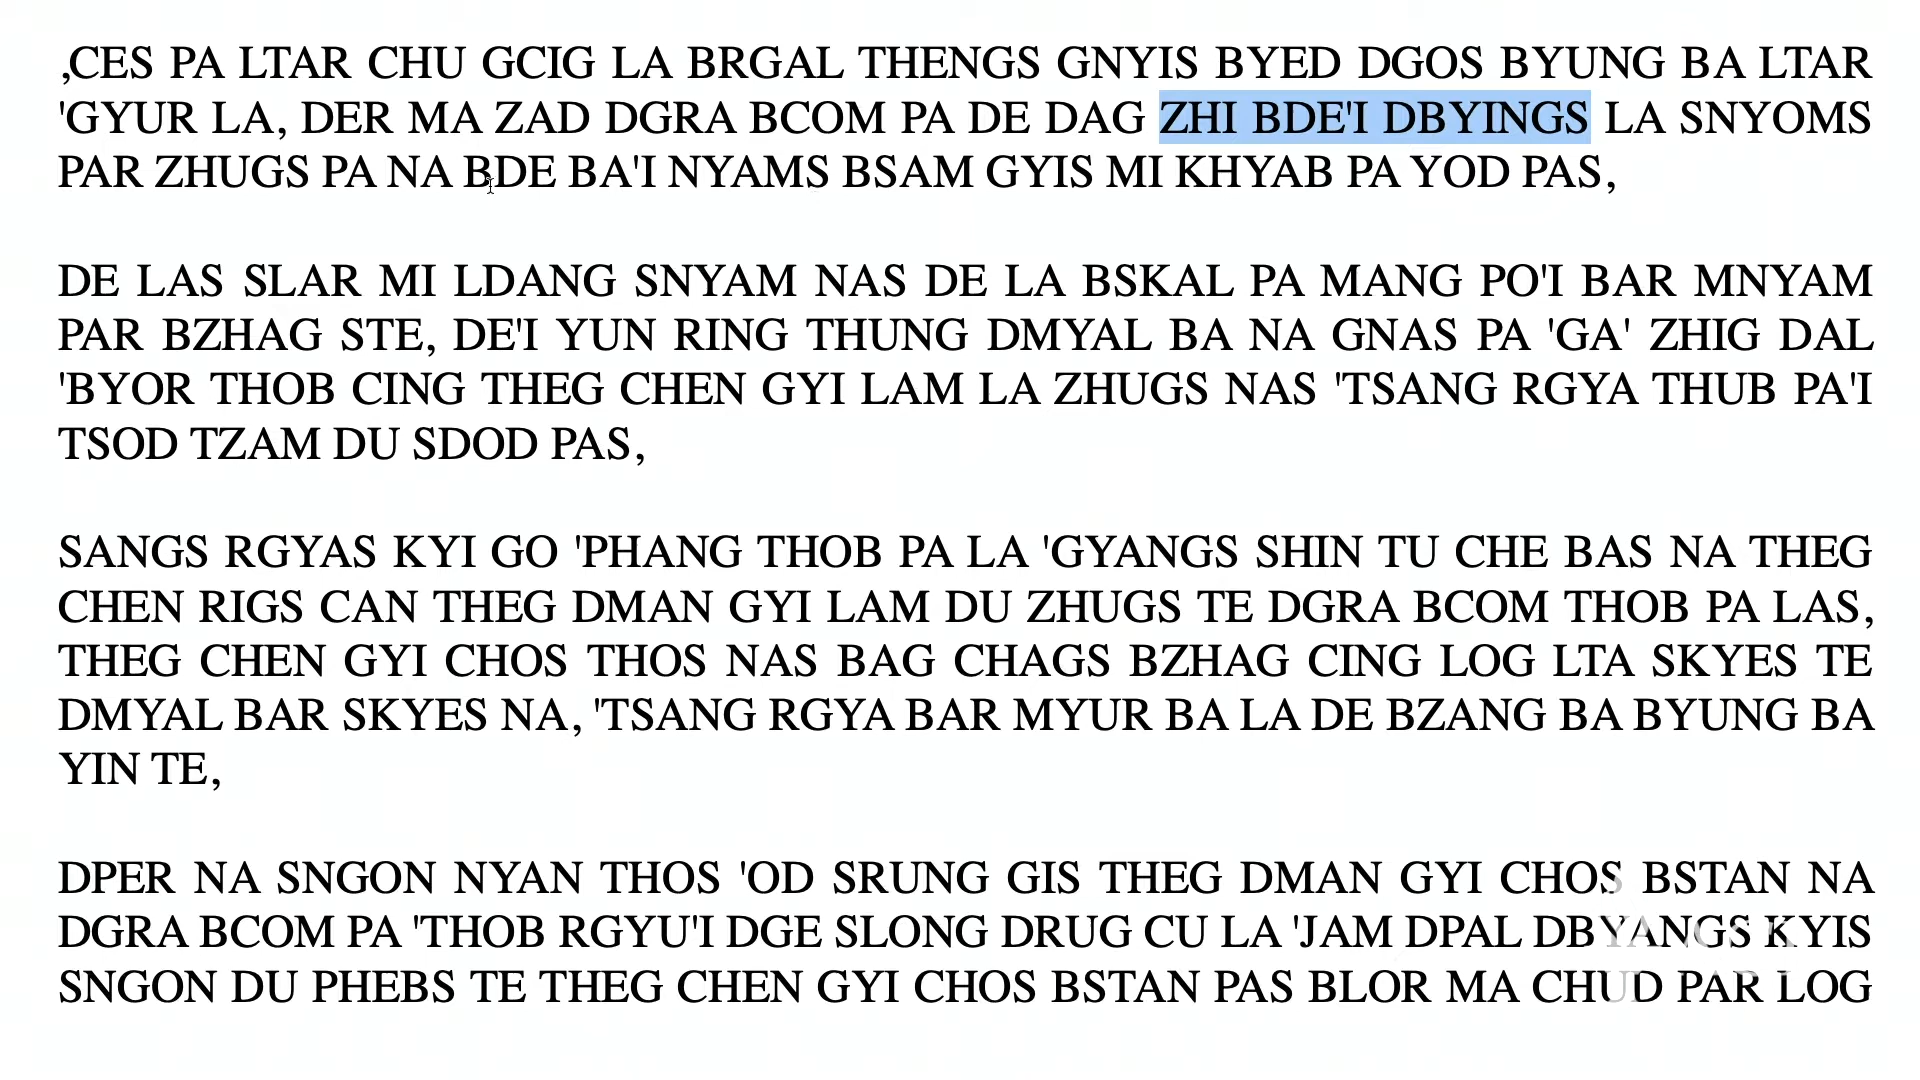 ,CES PA LTAR CHU GCIG LA BRGAL THENGS GNYIS BYED DGOS BYUNG BA LTAR
'GYUR LA, DER MA ZAD DGRA BCOM PA DE DAG ZHI BDE'I DBYINGS LA SNYOMS
PAR ZHUGS PA NA BDE BA'I NYAMS BSAM GYIS MI KHYAB PA YOD PAS,
DE LAS SLAR MI LDANG SNYAM NAS DE LA BSKAL PA MANG PO'I BAR MNYAM
PAR BZHAG STE, DE'I YUN RING THUNG DMYAL BA NA GNAS PA 'GA' ZHIG DAL
'BYOR THOB CING THEG CHEN GYI LAM LA ZHUGS NAS 'TSANG RGYA THUB PA'I
TSOD TZAM DU SDOD PAS,
SANGS RGYAS KYI GO 'PHANG THOB PA LA 'GYANGS SHIN TU CHE BAS NA THEG
CHEN RIGS CAN THEG DMAN GYI LAM DU ZHUGS TE DGRA BCOM THOB PA LAS,
THEG CHEN GYI CHOS THOS NAS BAG CHAGS BZHAG CING LOG LTA SKYES TE
DMYAL BAR SKYES NA, 'TSANG RGYA BAR MYUR BA LA DE BZANG BA BYUNG BA
YIN TE,
DPER NA SNGON NYAN THOS 'OD SRUNG GIS THEG DMAN GYI CHOS BSTAN NA
DGRA BCOM PA 'THOB RGYU'I DGE SLONG DRUG CU LA 'JAM DPAL DBYANGS KYIS
SNGON DU PHEBS TE THEG CHEN GYI CHOS BSTAN PAS BLOR MA CHUD PAR LOG